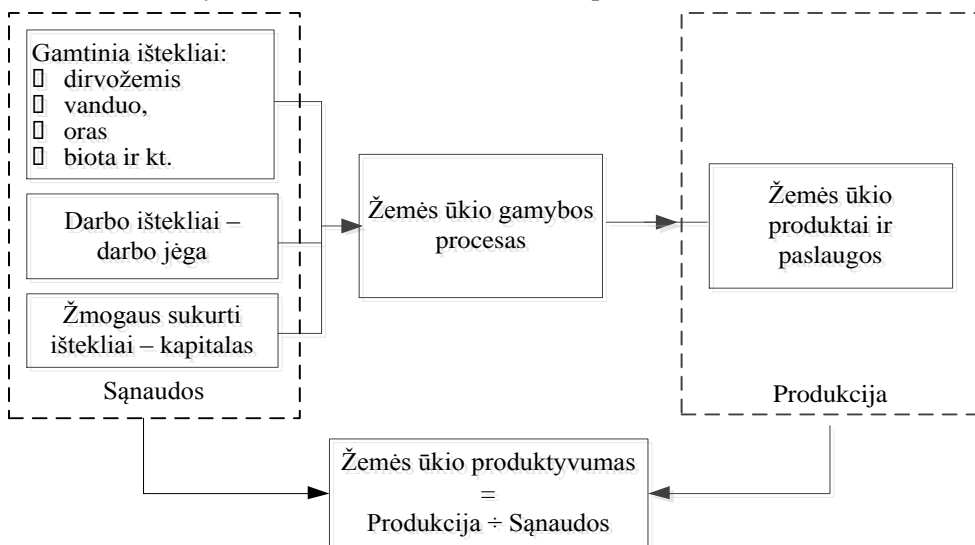 Gamtinia ištekliai:
▯ dirvožemis
▯ vanduo,
▯ oras
▯ biota ir kt.
Darbo ištekliai –
darbo jėga
Žmogaus sukurti
ištekliai – kapitalas
Sąnaudos
Žemės ūkio gamybos
procesas
Žemės ūkio
produktai ir
paslaugos
Produkcija
Žemės ūkio produktyvumas
=
Produkcija ÷ Sąnaudos